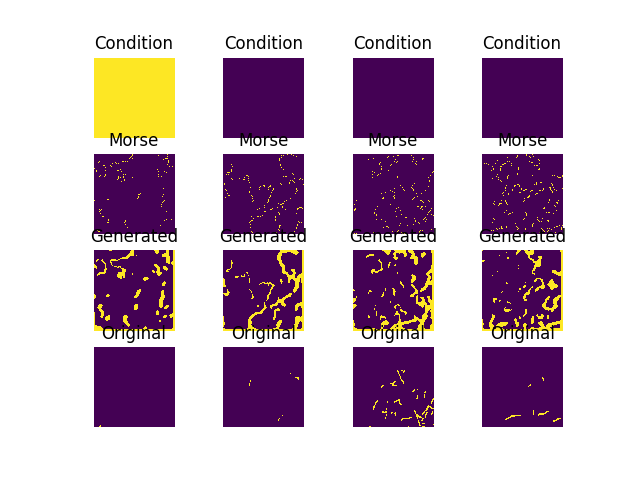 Condition Condition Condition Condition
Morse Morse Morse Morse
Generated Generated Generated Generated
Original Original Original Original